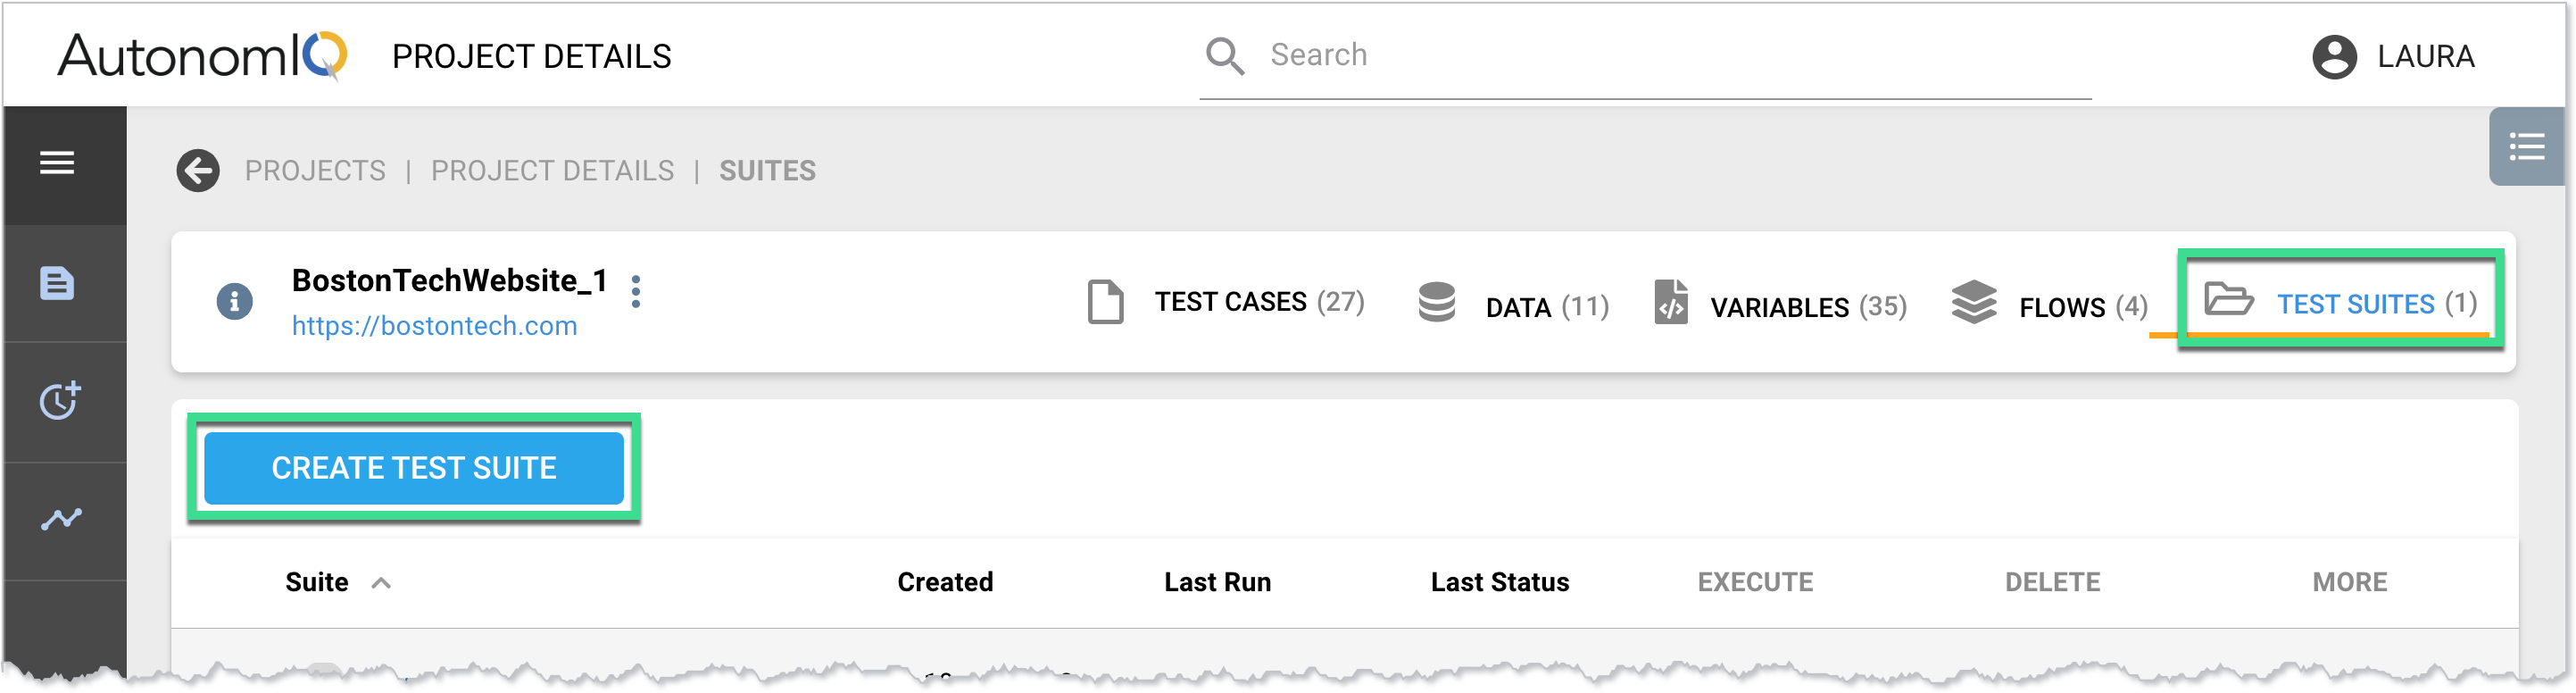 AutonomIQ PROJECT DETAILS Search LAURA
PROJECTS | PROJECT DETAILS | SUITES
BostonTechWebsite_1
https://bostontech.com
TEST CASES (27) DATA (11) VARIABLES (35) FLOWS (4) TEST SUITES (1)
CREATE TEST SUITE
Suite Created Last Run Last Status EXECUTE DELETE MORE